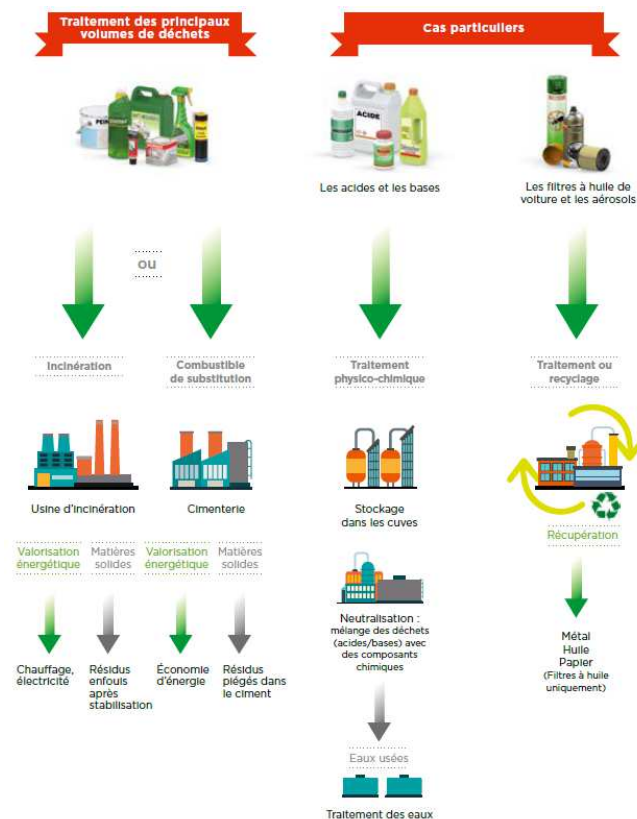 Traitement des principaux
volumes de déchets
Cas particuliers
ACIDE
Les acides et les bases
Les filtres à huile de
voiture et les aérosols
ou
Incinération
Combustible
de substitution
Traitement
physico-chimique
Traitement ou
recyclage
Usine d'incinération
Cimenterie
Stockage
dans les cuves
Récupération
Valorisation
énergétique
Matières
solides
Valorisation
énergétique
Matières
solides
Neutralisation :
mélange des déchets
(acides/bases) avec
des composants
chimiques
Métal
Huile
Papier
(Filtres à huile
uniquement)
Chauffage,
électricité
Résidus
enfouis
après
stabilisation
Économie
d'énergie
Résidus
piégés dans
le ciment
Eaux usées
Traitement des eaux